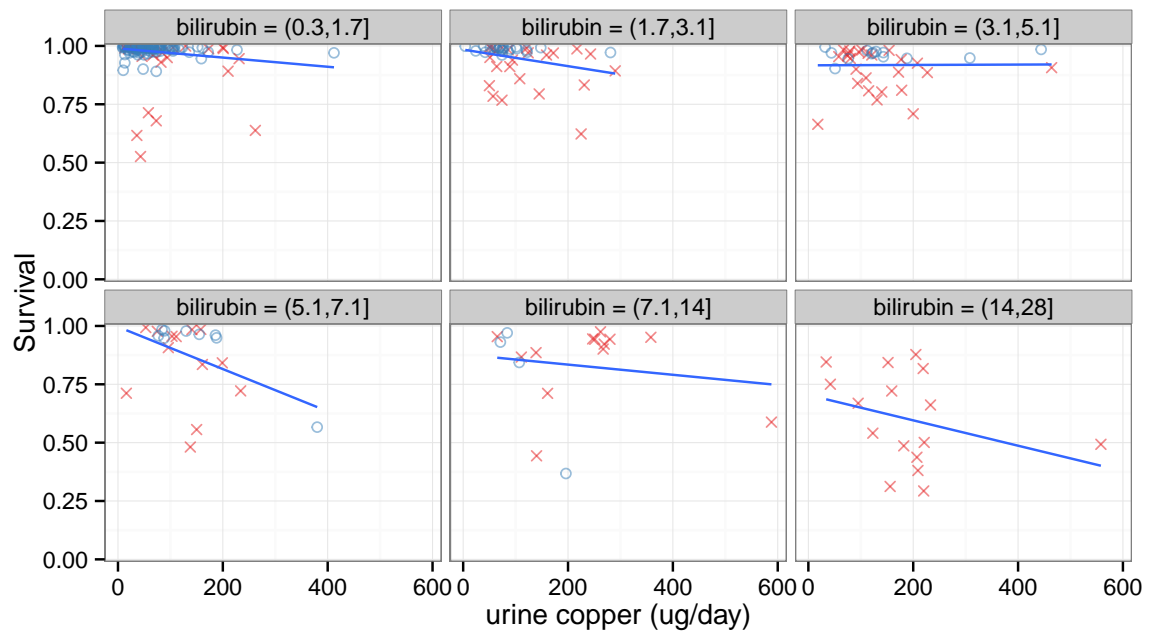 bilirubin = (0.3,1.7] bilirubin = (1.7,3.1] bilirubin = (3.1,5.1]
1.00
0.75
0.50
0.25
0.00
bilirubin = (5.1,7.1] bilirubin = (7.1,14] bilirubin = (14,28]
1.00
0.75
0.50
0.25
0.00
Survival
0 200 400 600 0 200 400 600 0 200 400 600
urine copper (ug/day)